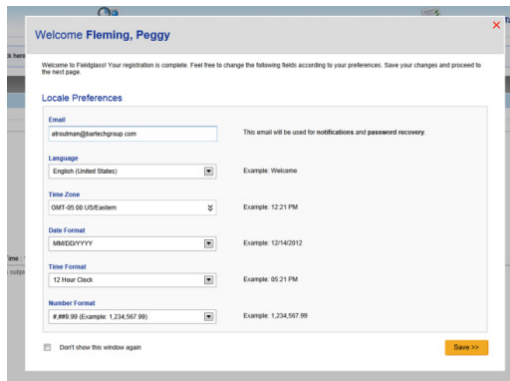 Welcome Fleming, Peggy
Welcome to Fieldglass! Your registration is complete. Feel free to change the following fields according to your preferences. Save your changes and proceed to
the next page.
Locale Preferences
Email
atroutman@bartechgroup.com
This email will be used for notifications and password recovery.
Language
English (United States)
Example: Welcome
Time Zone
GMT-05:00 US/Eastern
Example: 12:21 PM
Date Format
MM/DD/YYYY
Example: 12/14/2012
Time Format
12 Hour Clock
Example: 05:21 PM
Number Format
#,##9.99 (Example: 1,234,567.99)
Example: 1,234,567.99
Don't show this window again
Save >>